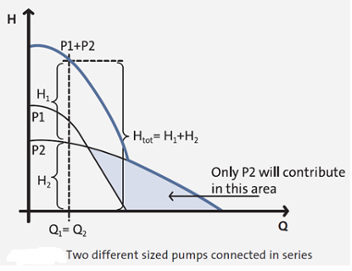 H
P1+P2
H₁
P1
Hₜₒₜ= H₁+H₂
P2
Only P2 will contribute
in this area
H₂
Q₁= Q₂
Q
Two different sized pumps connected in series